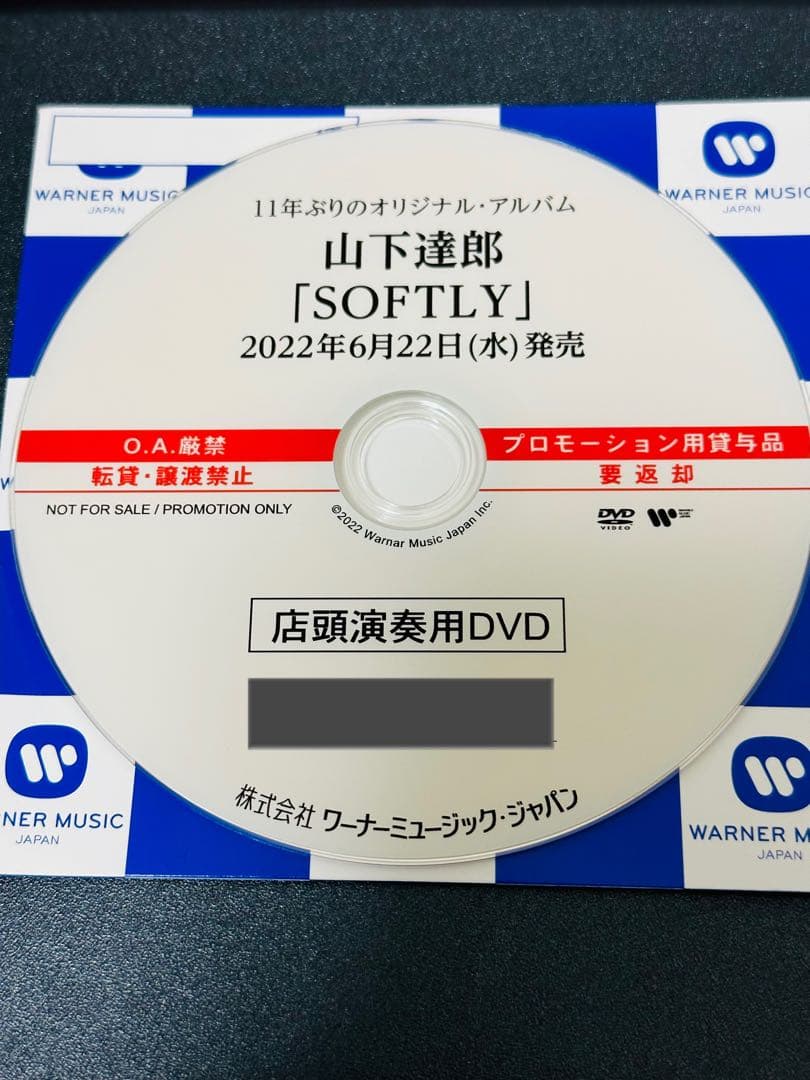 WARNER MUSIC
JAPAN
WARNER MUSIC
JAPAN
11年ぶりのオリジナル・アルバム
山下達郎
「SOFTLY」
2022年6月22日(水)発売
O.A.厳禁
プロモーション用貸与品
転貸・譲渡禁止
要返却
NOT FOR SALE / PROMOTION ONLY
©2022 Warnar Music Japan Inc.
DVD
VIDEO
店頭演奏用DVD
株式会社 ワーナーミュージック・ジャパン
RNER MUSIC
JAPAN
WARNER MUSIC
JAPAN